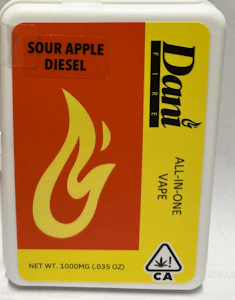 SOUR APPLE
DIESEL
Dani
FIRE
ALL-IN-ONE
VAPE
NET WT. 1000MG (.035 OZ)
!
CA